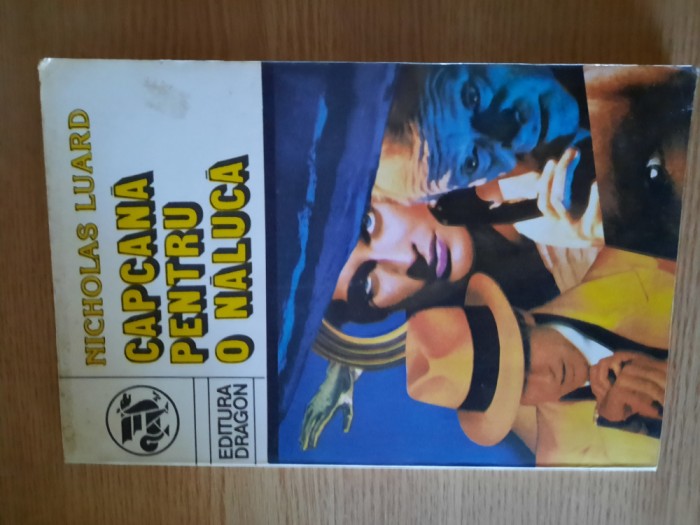 NICHOLAS LUARD
CAPCANĂ
PENTRU
O NĂLUCĂ
EDITURA
DRAGON